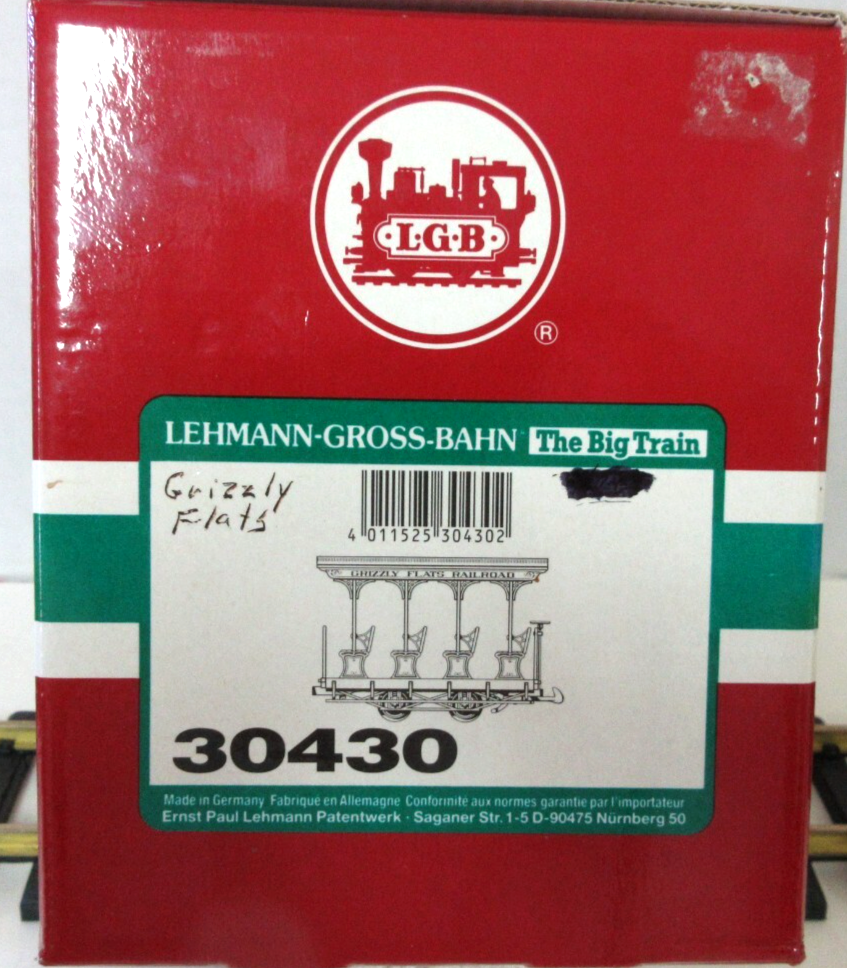 L·G·B
®
LEHMANN-GROSS-BAHN The Big Train
Grizzly
Flats
4 011525 304302
GRIZZLY FLATS RAILROAD
30430
Made in Germany Fabriqué en Allemagne Conformité aux normes garantie par l'importateur
Ernst Paul Lehmann Patentwerk · Saganer Str. 1-5 D-90475 Nürnberg 50